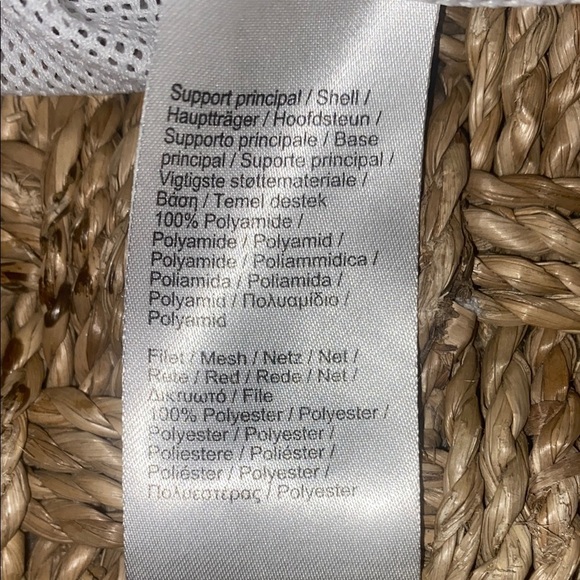 Support principal / Shell /
Hauptträger / Hoofdsteun /
Supporto principale / Base
principal / Suporte principal /
Vigtigste støttemateriale /
Βάση / Temel destek
100% Polyamide /
Polyamide / Polyamid /
Polyamide / Poliammidica /
Poliamida / Poliamida /
Polyamid / Πολυαμίδιο /
Polyamid
Filet / Mesh / Netz / Net /
Rete / Red / Rede / Net /
Δικτυωτό / File
100% Polyester / Polyester /
Polyester / Polyester /
Poliestere / Poliéster /
Poliéster / Polyester /
Πολυεστέρας / Polyester